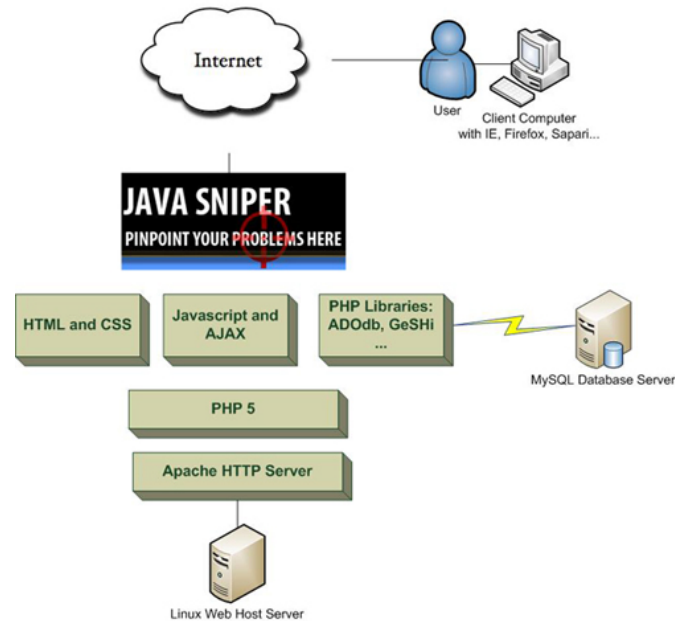 Internet
User
Client Computer
with IE, Firefox, Sapari...
JAVA SNIPER
PINPOINT YOUR PROBLEMS HERE
HTML and CSS
Javascript and
AJAX
PHP Libraries:
ADOdb, GeSHi
...
MySQL Database Server
PHP 5
Apache HTTP Server
Linux Web Host Server